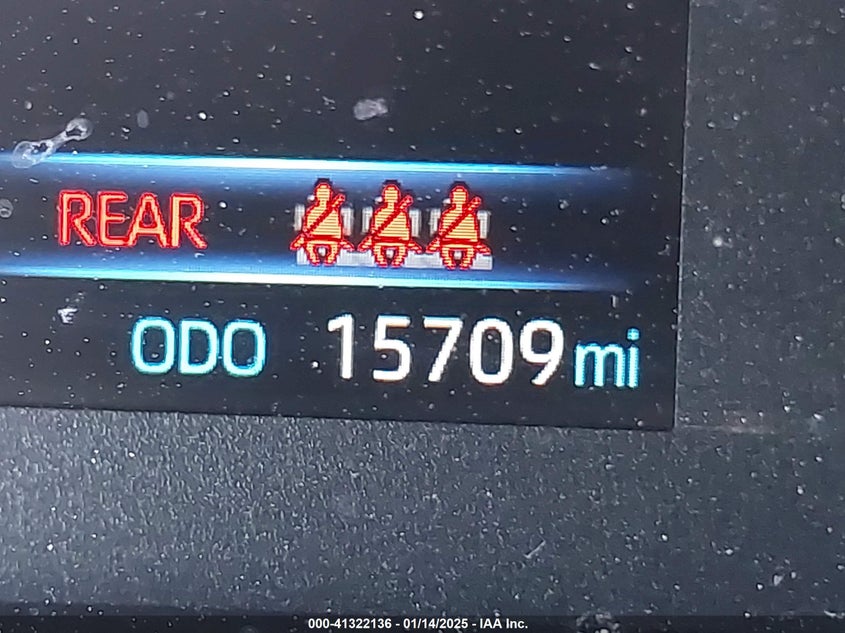 REAR
ODO 15709 mi
000-41322136 - 01/14/2025 - IAA Inc.